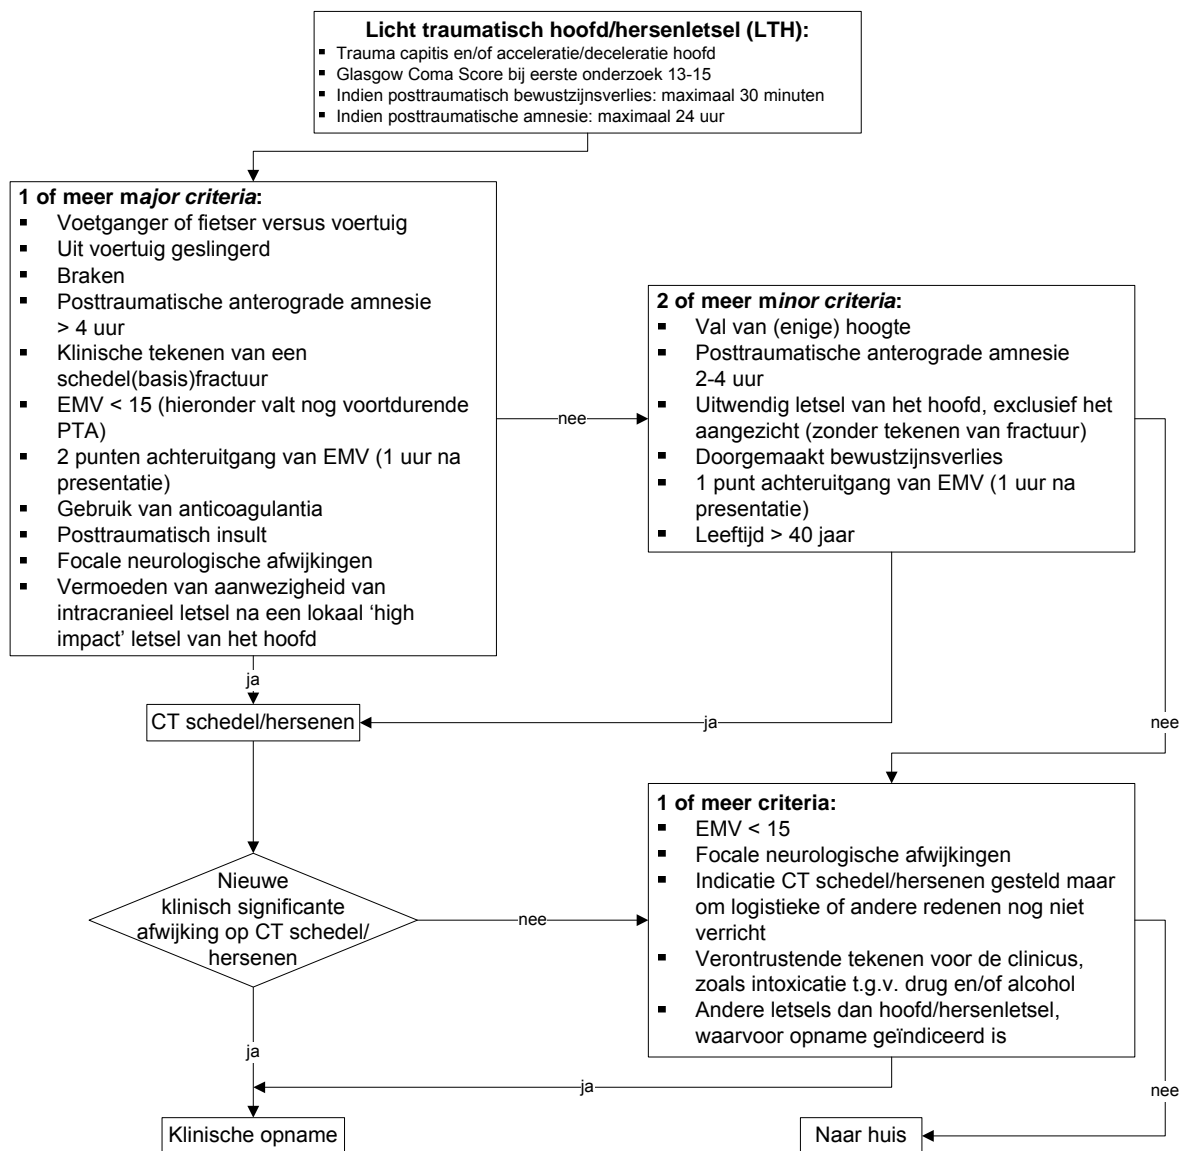 Licht traumatisch hoofd/hersenletsel (LTH):
▪ Trauma capitis en/of acceleratie/deceleratie hoofd
▪ Glasgow Coma Score bij eerste onderzoek 13-15
▪ Indien posttraumatisch bewustzijnsverlies: maximaal 30 minuten
▪ Indien posttraumatische amnesie: maximaal 24 uur
1 of meer major criteria:
▪ Voetganger of fietser versus voertuig
▪ Uit voertuig geslingerd
▪ Braken
▪ Posttraumatische anterograde amnesie
> 4 uur
▪ Klinische tekenen van een
schedel(basis)fractuur
▪ EMV < 15 (hieronder valt nog voortdurende
PTA)
▪ 2 punten achteruitgang van EMV (1 uur na
presentatie)
▪ Gebruik van anticoagulantia
▪ Posttraumatisch insult
▪ Focale neurologische afwijkingen
▪ Vermoeden van aanwezigheid van
intracranieel letsel na een lokaal ‘high
impact’ letsel van het hoofd
nee
2 of meer minor criteria:
▪ Val van (enige) hoogte
▪ Posttraumatische anterograde amnesie
2-4 uur
▪ Uitwendig letsel van het hoofd, exclusief het
aangezicht (zonder tekenen van fractuur)
▪ Doorgemaakt bewustzijnsverlies
▪ 1 punt achteruitgang van EMV (1 uur na
presentatie)
▪ Leeftijd > 40 jaar
ja
CT schedel/hersenen
ja
nee
1 of meer criteria:
▪ EMV < 15
▪ Focale neurologische afwijkingen
▪ Indicatie CT schedel/hersenen gesteld maar
om logistieke of andere redenen nog niet
verricht
▪ Verontrustende tekenen voor de clinicus,
zoals intoxicatie t.g.v. drug en/of alcohol
▪ Andere letsels dan hoofd/hersenletsel,
waarvoor opname geïndiceerd is
Nieuwe
klinisch significante
afwijking op CT schedel/
hersenen
nee
ja
ja
nee
Klinische opname
Naar huis